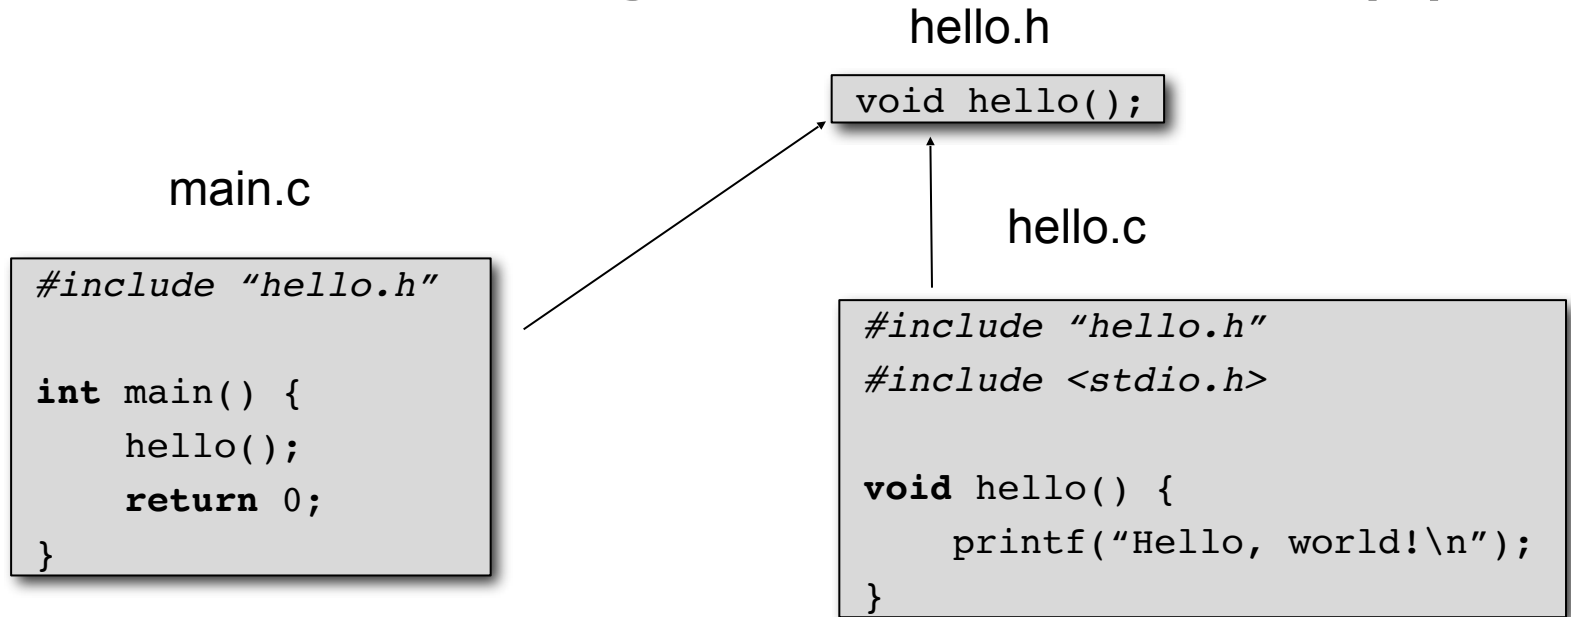 hello.h
void hello();
main.c
#include “hello.h”
int main() {
    hello();
    return 0;
}
hello.c
#include “hello.h”
#include <stdio.h>
void hello() {
    printf(“Hello, world!\n”);
}